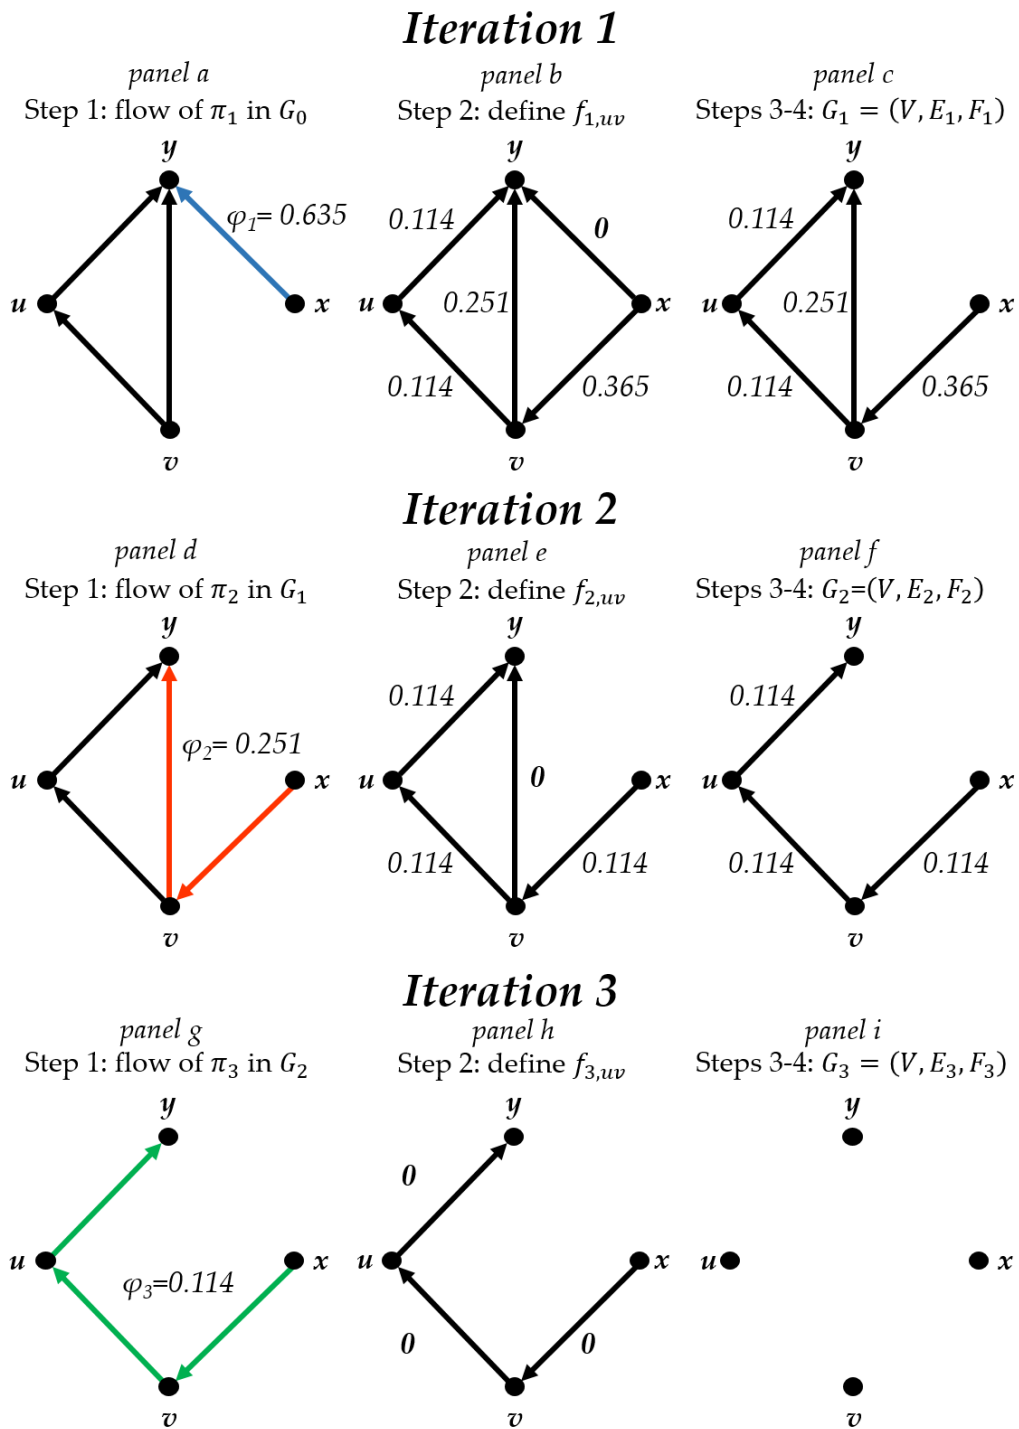 Iteration 1
panel a
Step 1: flow of π₁ in G₀
y
φ₁= 0.635
u
x
v
panel b
Step 2: define f₁,ᵤᵥ
y
0.114
0
u
0.251
x
0.114
0.365
v
panel c
Steps 3-4: G₁ = (V, E₁, F₁)
y
0.114
u
0.251
x
0.114
0.365
v
Iteration 2
panel d
Step 1: flow of π₂ in G₁
y
φ₂= 0.251
u
x
v
panel e
Step 2: define f₂,ᵤᵥ
y
0.114
u
0
x
0.114
0.114
v
panel f
Steps 3-4: G₂=(V, E₂, F₂)
y
0.114
u
x
0.114
0.114
v
Iteration 3
panel g
Step 1: flow of π₃ in G₂
y
u
x
φ₃=0.114
v
panel h
Step 2: define f₃,ᵤᵥ
y
0
u
x
0
0
v
panel i
Steps 3-4: G₃ = (V, E₃, F₃)
y
u
x
v